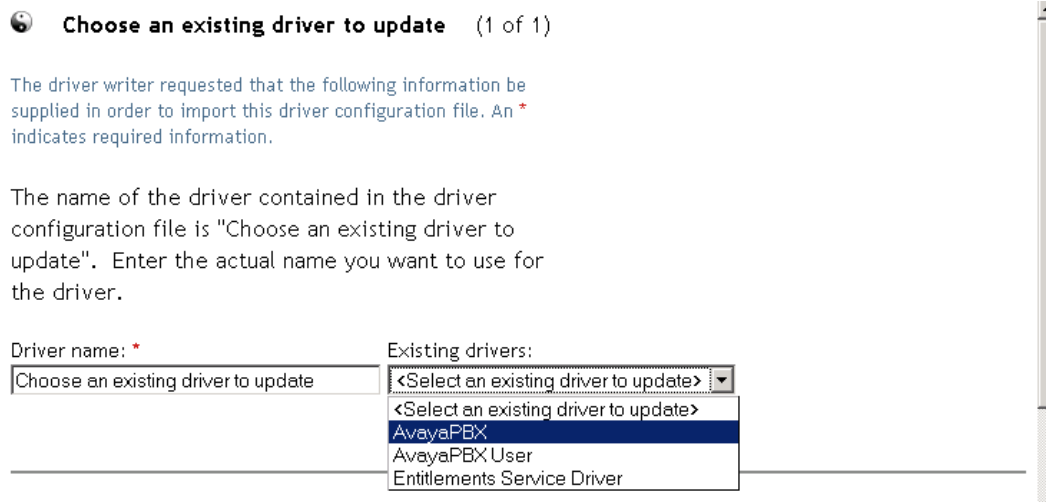 Choose an existing driver to update (1 of 1)
The driver writer requested that the following information be
supplied in order to import this driver configuration file. An *
indicates required information.
The name of the driver contained in the driver
configuration file is "Choose an existing driver to
update". Enter the actual name you want to use for
the driver.
Driver name: * Existing drivers:
Choose an existing driver to update <Select an existing driver to update>
<Select an existing driver to update>
AvayaPBX
AvayaPBX User
Entitlements Service Driver